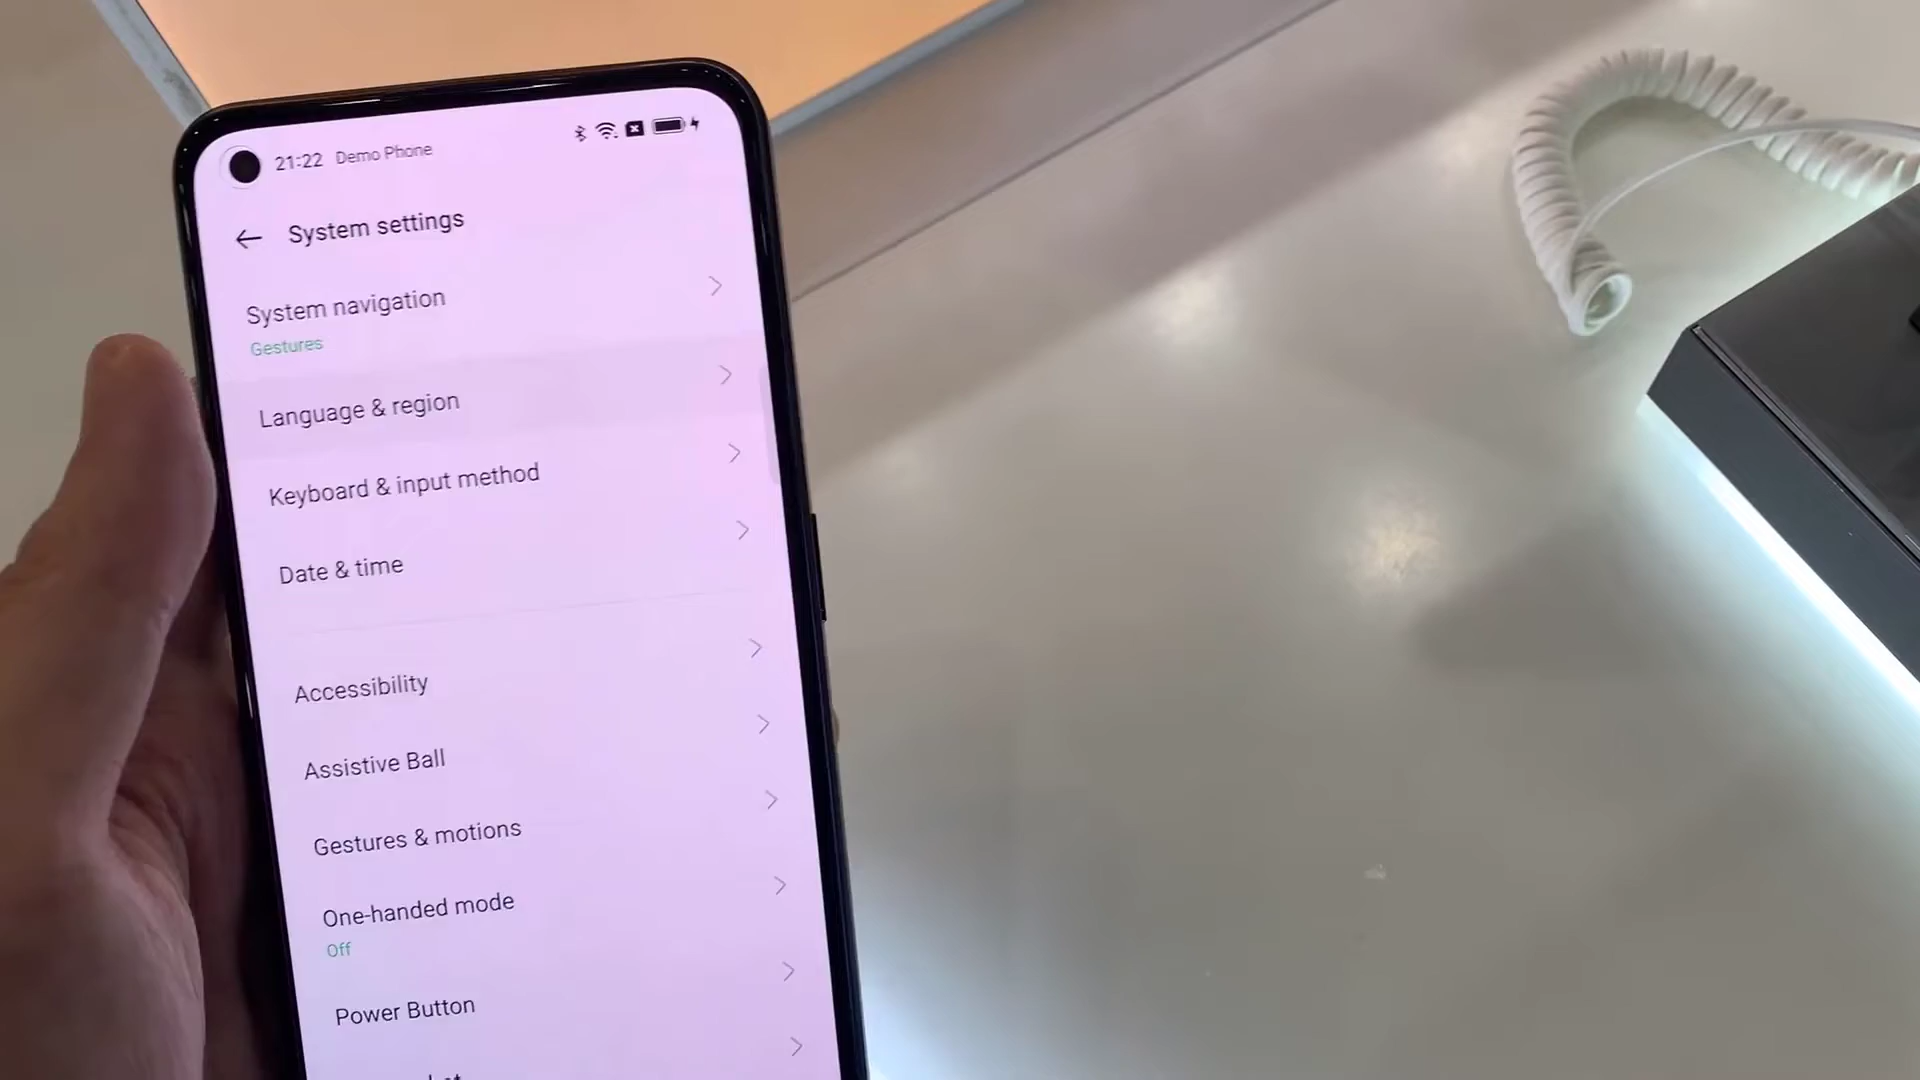 21:22 Demo Phone
System settings
System navigation
Gestures
Language & region
Keyboard & input method
Date & time
Accessibility
Assistive Ball
Gestures & motions
One-handed mode
Off
Power Button